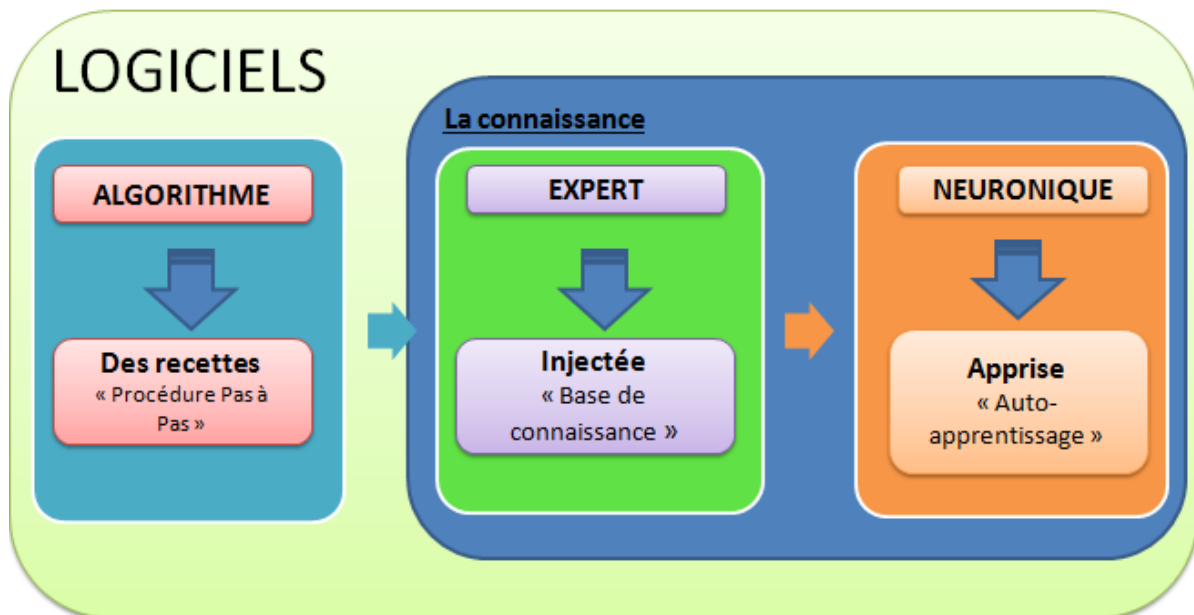 LOGICIELS
La connaissance
ALGORITHME
Des recettes
« Procédure Pas à
Pas »
EXPERT
Injectée
« Base de
connaissance »
NEURONIQUE
Apprise
« Auto-
apprentissage »